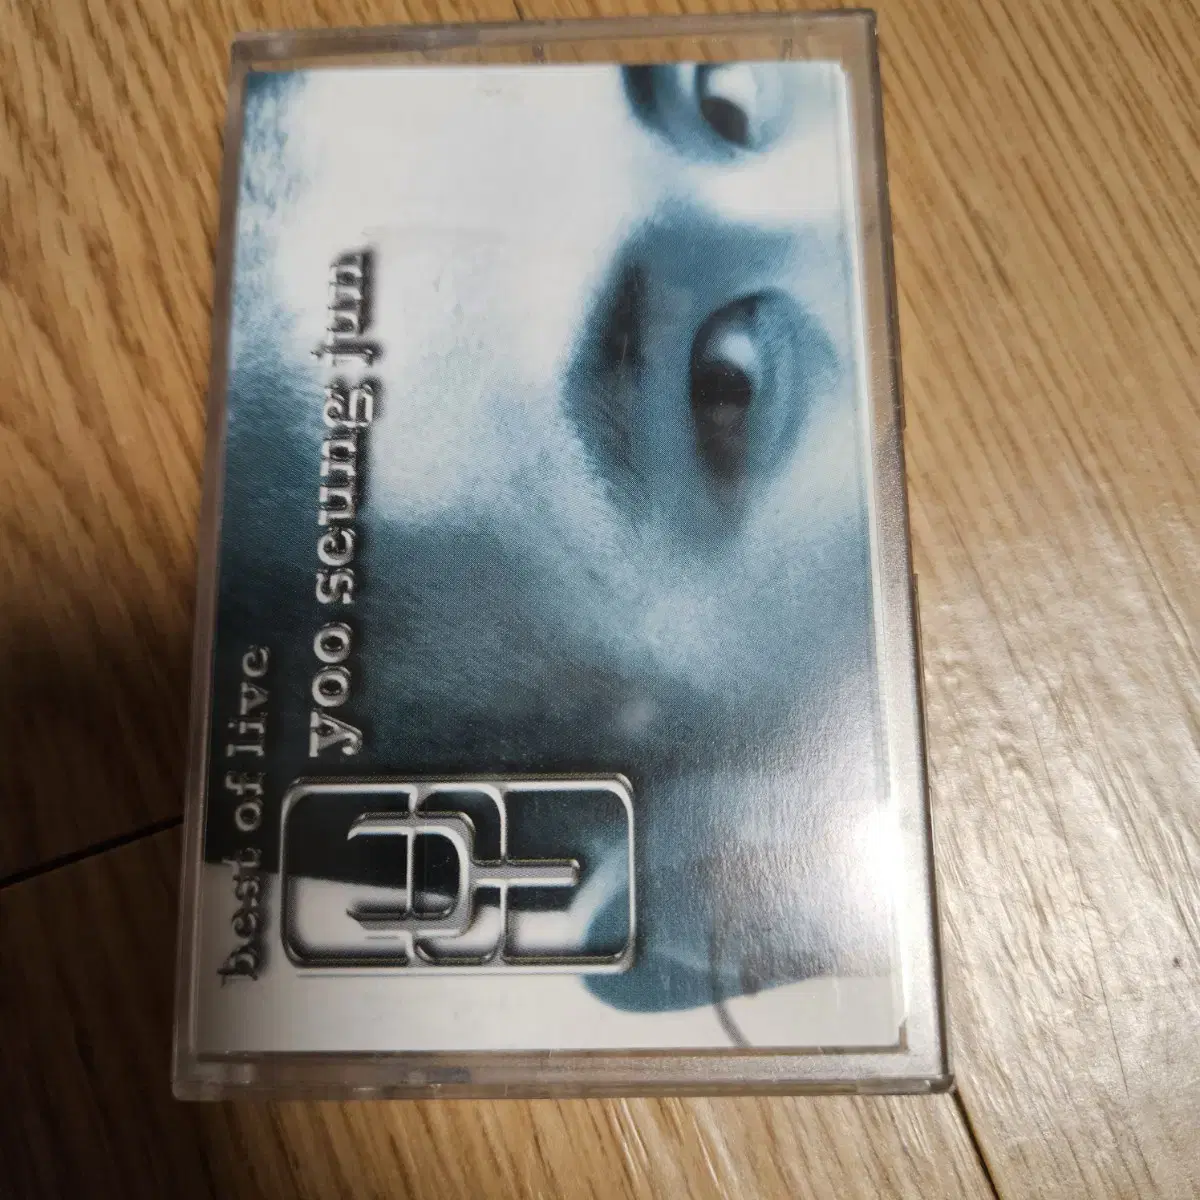 yoo seung jun
best of live